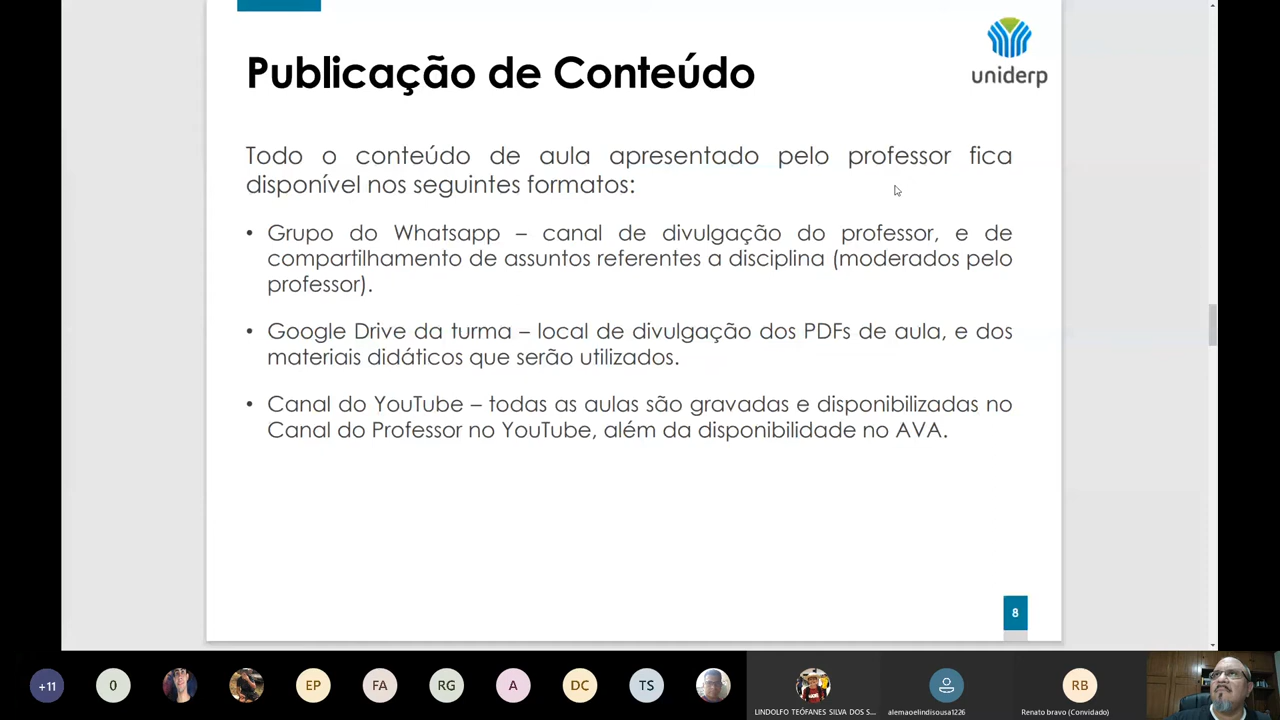 uniderp
Publicação de Conteúdo
Todo o conteúdo de aula apresentado pelo professor fica
disponível nos seguintes formatos:
• Grupo do Whatsapp – canal de divulgação do professor, e de
compartilhamento de assuntos referentes a disciplina (moderados pelo
professor).
• Google Drive da turma – local de divulgação dos PDFs de aula, e dos
materiais didáticos que serão utilizados.
• Canal do YouTube – todas as aulas são gravadas e disponibilizadas no
Canal do Professor no YouTube, além da disponibilidade no AVA.
8
+11 0 EP FA RG A DC TS RB
LINDOLFO TEÓFANES SILVA DOS S... alemaoelindisousa1226 Renato bravo (Convidado)